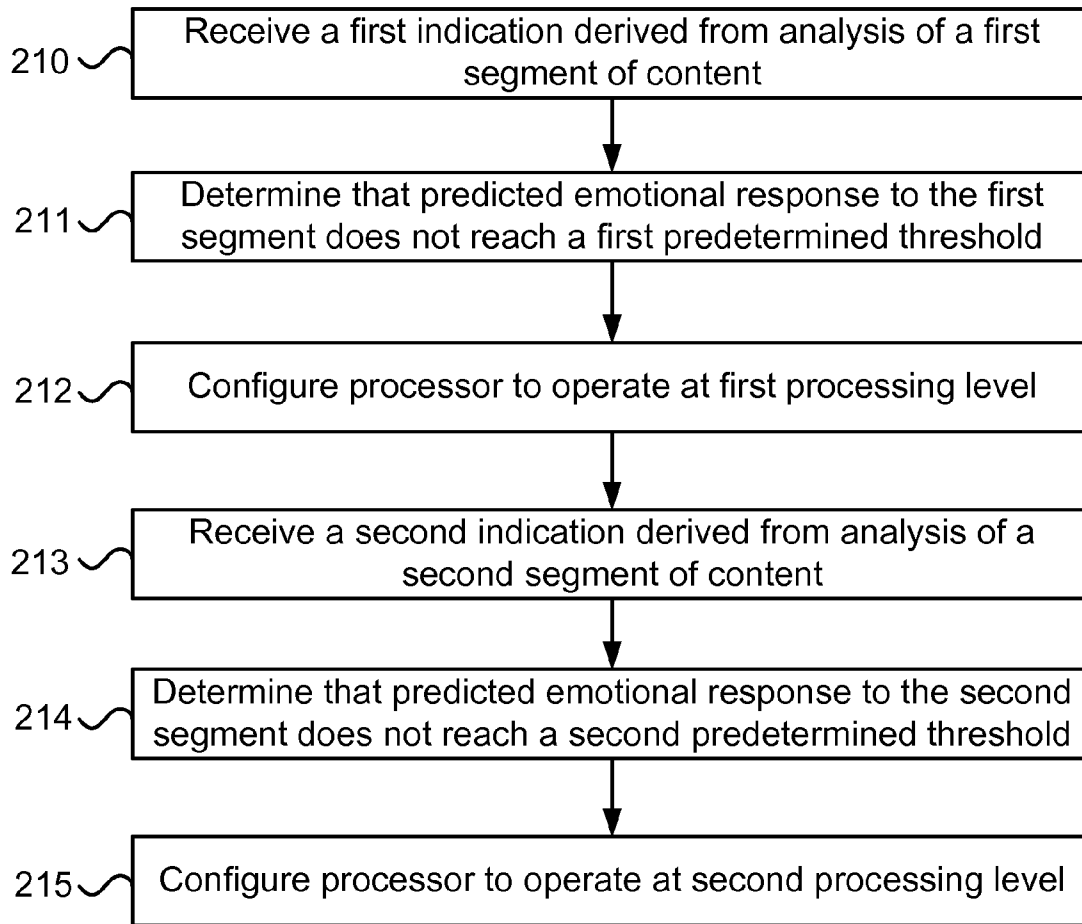 Receive a first indication derived from analysis of a first
210
segment of content
Determine that predicted emotional response to the first
211
segment does not reach a first predetermined threshold
212
Configure processor to operate at first processing level
Receive a second indication derived from analysis of a
213
second segment of content
Determine that predicted emotional response to the second
214
segment does not reach a second predetermined threshold
215
Configure processor to operate at second processing level